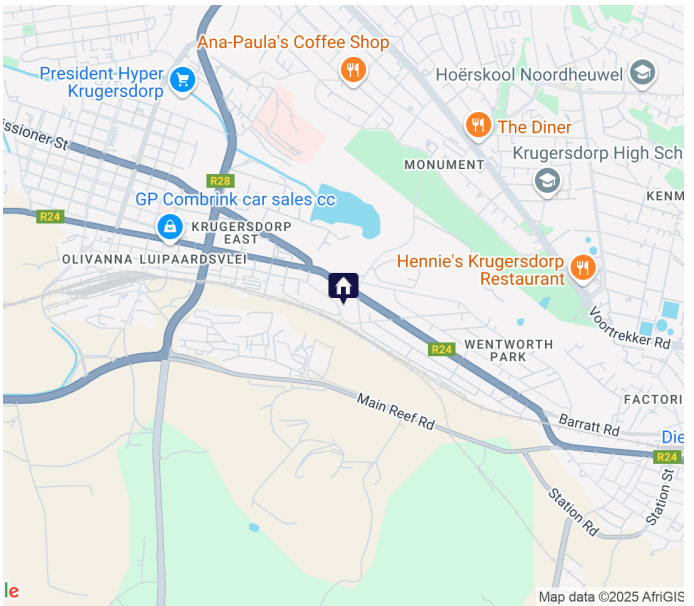 Ana-Paula's Coffee Shop
President Hyper
Krugersdorp
Hoërskool Noordheuwel
issioner St
The Diner
MONUMENT
Krugersdorp High Sch
R28
KENM
GP Combrink car sales cc
R24
KRUGERSDORP
EAST
OLIVANNA LUIPAARDSVLEI
Hennie's Krugersdorp
Restaurant
Voortrekker Rd
R24
WENTWORTH
PARK
Main Reef Rd
FACTORI
Barratt Rd
Die
R24
Station St
Station Rd
le
Map data ©2025 AfriGIS